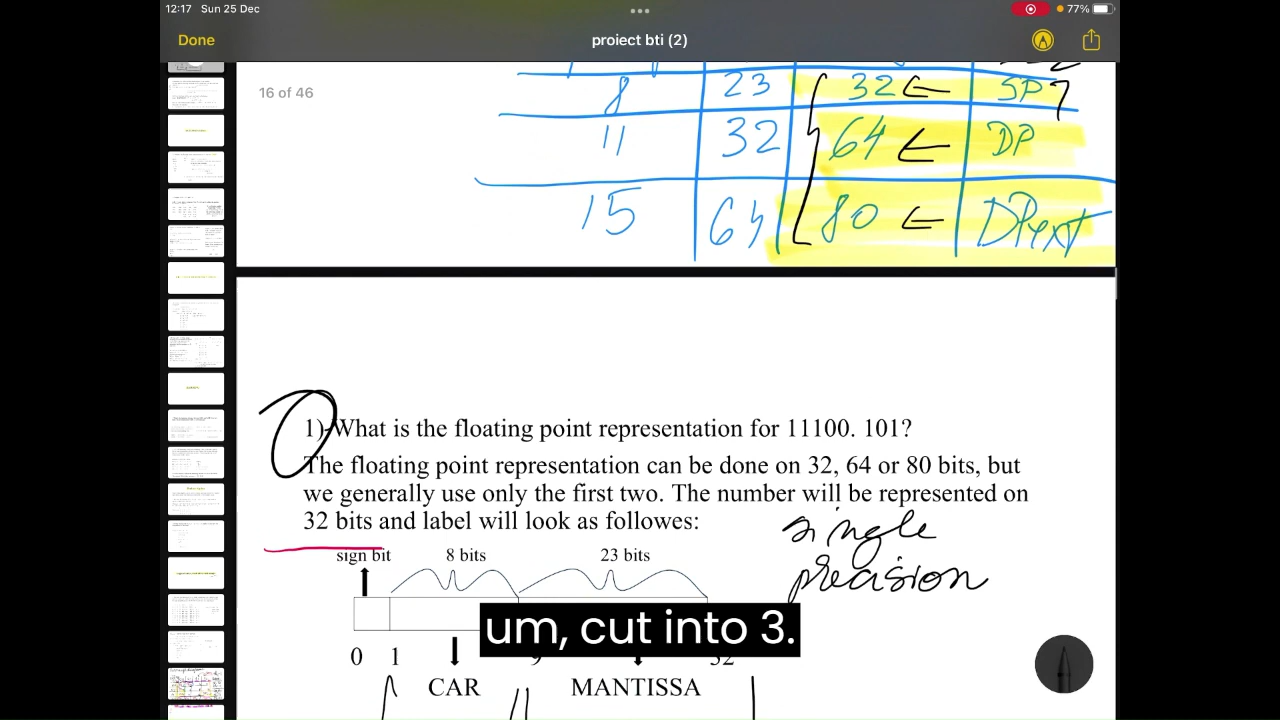 12:17 Sun 25 Dec
77%
Done
proiect bti (2)
16 of 46
8 23 32 ← SP
11 32 64 ← DP
15 64 80 ← DPext
1) What is the floating point representation for 11100. 101?
The floating point representation can be done on 32, 64 or 80 bits, but
we generally use only the first two. The number will be represented on
32 bits and label will look as followes:
single
precision
sign bit 8 bits 23 bits
um, cut into 3.
0 1 9 32
CAR MANTISSA